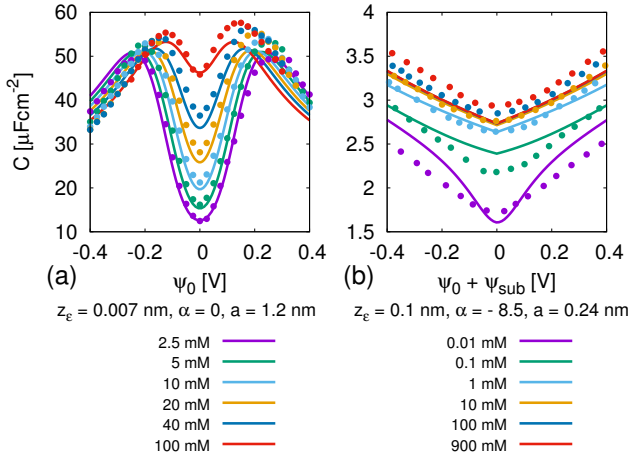 C [μFcm⁻²]
60
50
40
30
20
10
-0.4 -0.2 0 0.2 0.4
(a) ψ₀ [V]
z_ε = 0.007 nm, α = 0, a = 1.2 nm
2.5 mM
5 mM
10 mM
20 mM
40 mM
100 mM
4
3.5
3
2.5
2
1.5
-0.4 -0.2 0 0.2 0.4
(b) ψ₀ + ψ_sub [V]
z_ε = 0.1 nm, α = - 8.5, a = 0.24 nm
0.01 mM
0.1 mM
1 mM
10 mM
100 mM
900 mM